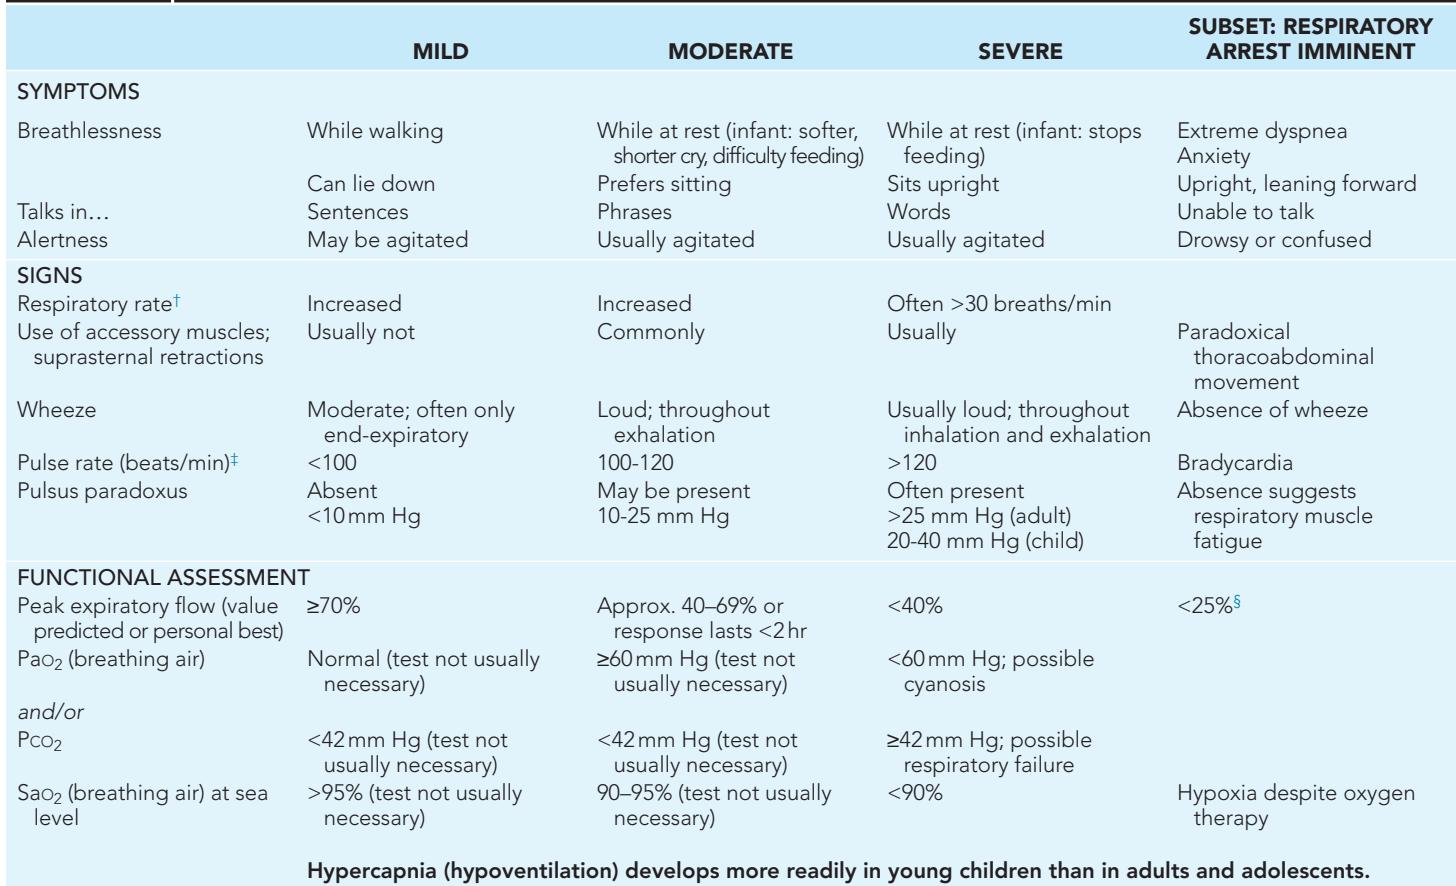 MILD MODERATE SEVERE SUBSET: RESPIRATORY ARREST IMMINENT
SYMPTOMS
Breathlessness While walking While at rest (infant: softer, shorter cry, difficulty feeding) While at rest (infant: stops feeding) Extreme dyspnea Anxiety
Can lie down Prefers sitting Sits upright Upright, leaning forward
Talks in… Sentences Phrases Words Unable to talk
Alertness May be agitated Usually agitated Usually agitated Drowsy or confused
SIGNS
Respiratory rate† Increased Increased Often >30 breaths/min
Use of accessory muscles; suprasternal retractions Usually not Commonly Usually Paradoxical thoracoabdominal movement
Wheeze Moderate; often only end-expiratory Loud; throughout exhalation Usually loud; throughout inhalation and exhalation Absence of wheeze
Pulse rate (beats/min)‡ <100 100-120 >120 Bradycardia
Pulsus paradoxus Absent <10 mm Hg May be present 10-25 mm Hg Often present >25 mm Hg (adult) 20-40 mm Hg (child) Absence suggests respiratory muscle fatigue
FUNCTIONAL ASSESSMENT
Peak expiratory flow (value predicted or personal best) ≥70% Approx. 40–69% or response lasts <2 hr <40% <25%§
PaO2 (breathing air) Normal (test not usually necessary) ≥60 mm Hg (test not usually necessary) <60 mm Hg; possible cyanosis
and/or
PCO2 <42 mm Hg (test not usually necessary) <42 mm Hg (test not usually necessary) ≥42 mm Hg; possible respiratory failure
SaO2 (breathing air) at sea level >95% (test not usually necessary) 90–95% (test not usually necessary) <90% Hypoxia despite oxygen therapy
Hypercapnia (hypoventilation) develops more readily in young children than in adults and adolescents.